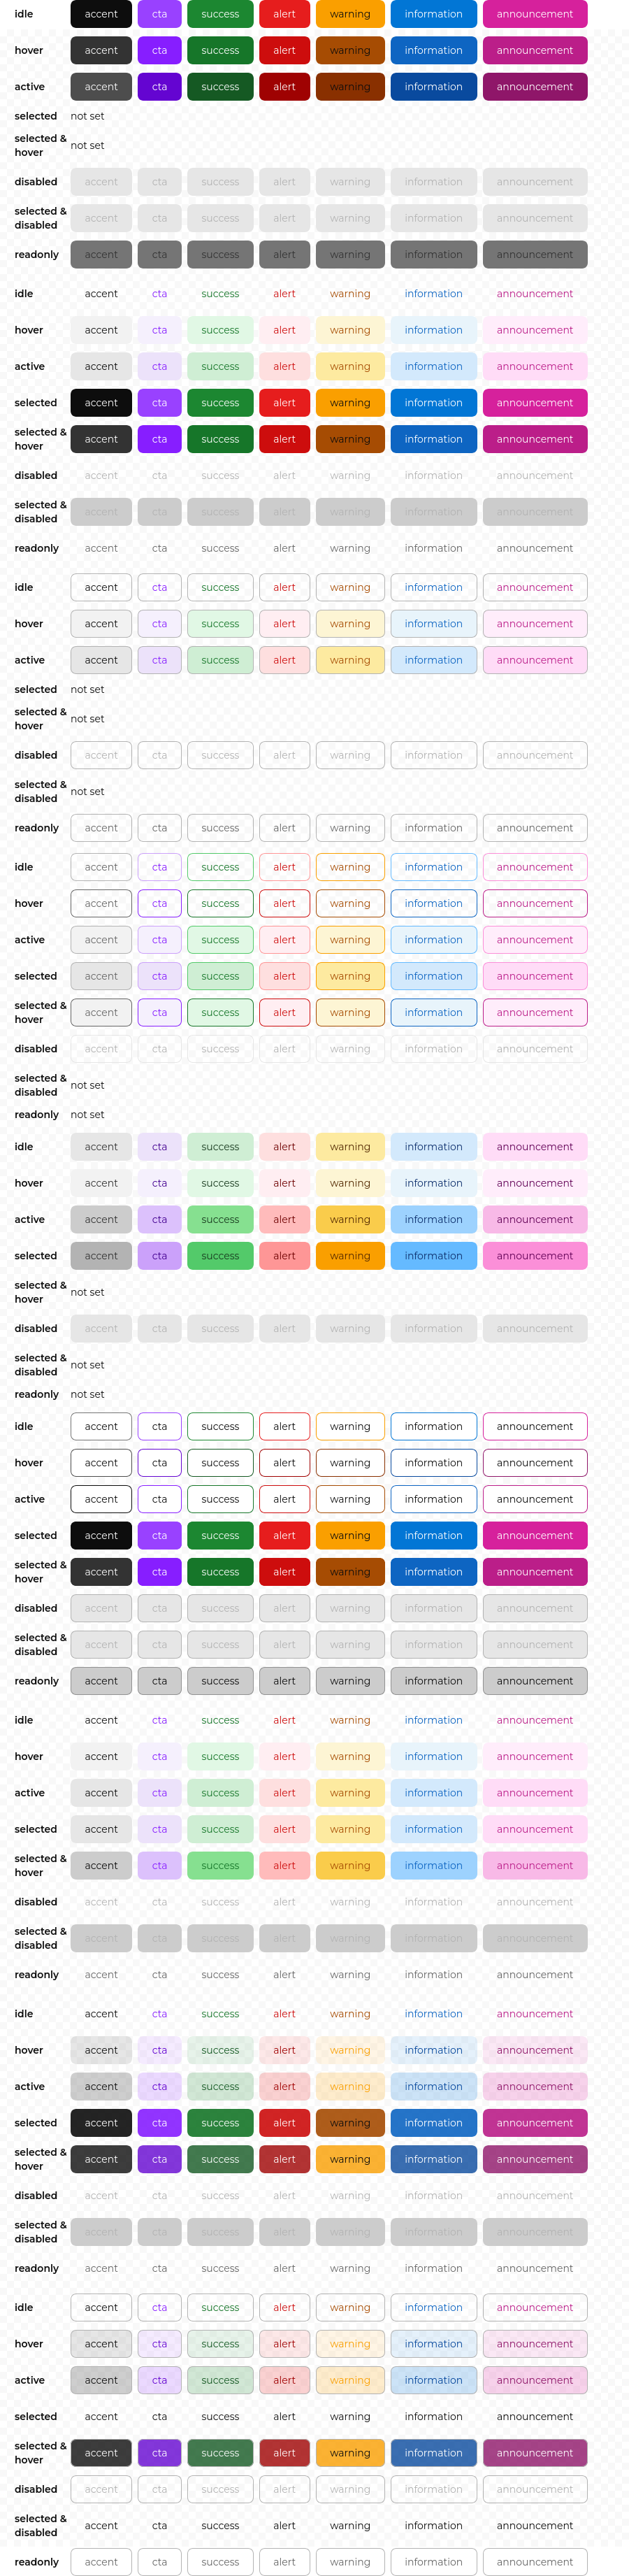 idle accent cta success alert warning information announcement
hover accent cta success alert warning information announcement
active accent cta success alert warning information announcement
selected not set
selected &
hover not set
disabled accent cta success alert warning information announcement
selected &
disabled accent cta success alert warning information announcement
readonly accent cta success alert warning information announcement
idle accent cta success alert warning information announcement
hover accent cta success alert warning information announcement
active accent cta success alert warning information announcement
selected accent cta success alert warning information announcement
selected &
hover accent cta success alert warning information announcement
disabled accent cta success alert warning information announcement
selected &
disabled accent cta success alert warning information announcement
readonly accent cta success alert warning information announcement
idle accent cta success alert warning information announcement
hover accent cta success alert warning information announcement
active accent cta success alert warning information announcement
selected not set
selected &
hover not set
disabled accent cta success alert warning information announcement
selected &
disabled not set
readonly accent cta success alert warning information announcement
idle accent cta success alert warning information announcement
hover accent cta success alert warning information announcement
active accent cta success alert warning information announcement
selected accent cta success alert warning information announcement
selected &
hover accent cta success alert warning information announcement
disabled accent cta success alert warning information announcement
selected &
disabled not set
readonly not set
idle accent cta success alert warning information announcement
hover accent cta success alert warning information announcement
active accent cta success alert warning information announcement
selected accent cta success alert warning information announcement
selected &
hover not set
disabled accent cta success alert warning information announcement
selected &
disabled not set
readonly not set
idle accent cta success alert warning information announcement
hover accent cta success alert warning information announcement
active accent cta success alert warning information announcement
selected accent cta success alert warning information announcement
selected &
hover accent cta success alert warning information announcement
disabled accent cta success alert warning information announcement
selected &
disabled accent cta success alert warning information announcement
readonly accent cta success alert warning information announcement
idle accent cta success alert warning information announcement
hover accent cta success alert warning information announcement
active accent cta success alert warning information announcement
selected accent cta success alert warning information announcement
selected &
hover accent cta success alert warning information announcement
disabled accent cta success alert warning information announcement
selected &
disabled accent cta success alert warning information announcement
readonly accent cta success alert warning information announcement
idle accent cta success alert warning information announcement
hover accent cta success alert warning information announcement
active accent cta success alert warning information announcement
selected accent cta success alert warning information announcement
selected &
hover accent cta success alert warning information announcement
disabled accent cta success alert warning information announcement
selected &
disabled accent cta success alert warning information announcement
readonly accent cta success alert warning information announcement
idle accent cta success alert warning information announcement
hover accent cta success alert warning information announcement
active accent cta success alert warning information announcement
selected accent cta success alert warning information announcement
selected &
hover accent cta success alert warning information announcement
disabled accent cta success alert warning information announcement
selected &
disabled accent cta success alert warning information announcement
readonly accent cta success alert warning information announcement